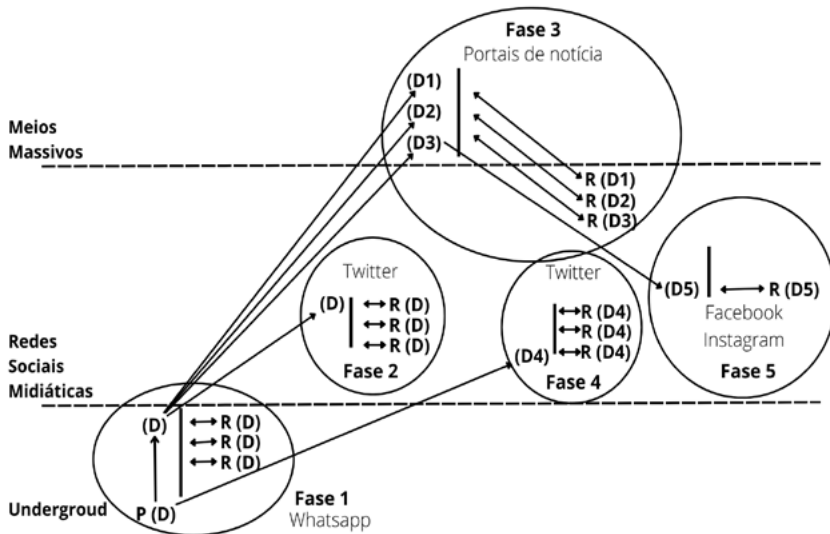 Fase 3
Portais de notícia
(D1)
(D2)
(D3)
R (D1)
R (D2)
R (D3)
Meios
Massivos
Twitter
(D)
R (D)
R (D)
R (D)
Fase 2
Twitter
R (D4)
R (D4)
R (D4)
(D4)
Fase 4
(D5)
R (D5)
Facebook
Instagram
Fase 5
Redes
Sociais
Midiáticas
(D)
R (D)
R (D)
R (D)
P (D)
Fase 1
Whatsapp
Undergroud